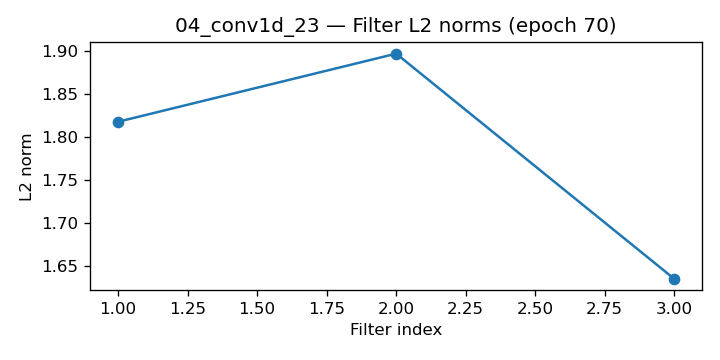 04_conv1d_23 — Filter L2 norms (epoch 70)
L2 norm
1.90
1.85
1.80
1.75
1.70
1.65
1.00 1.25 1.50 1.75 2.00 2.25 2.50 2.75 3.00
Filter index